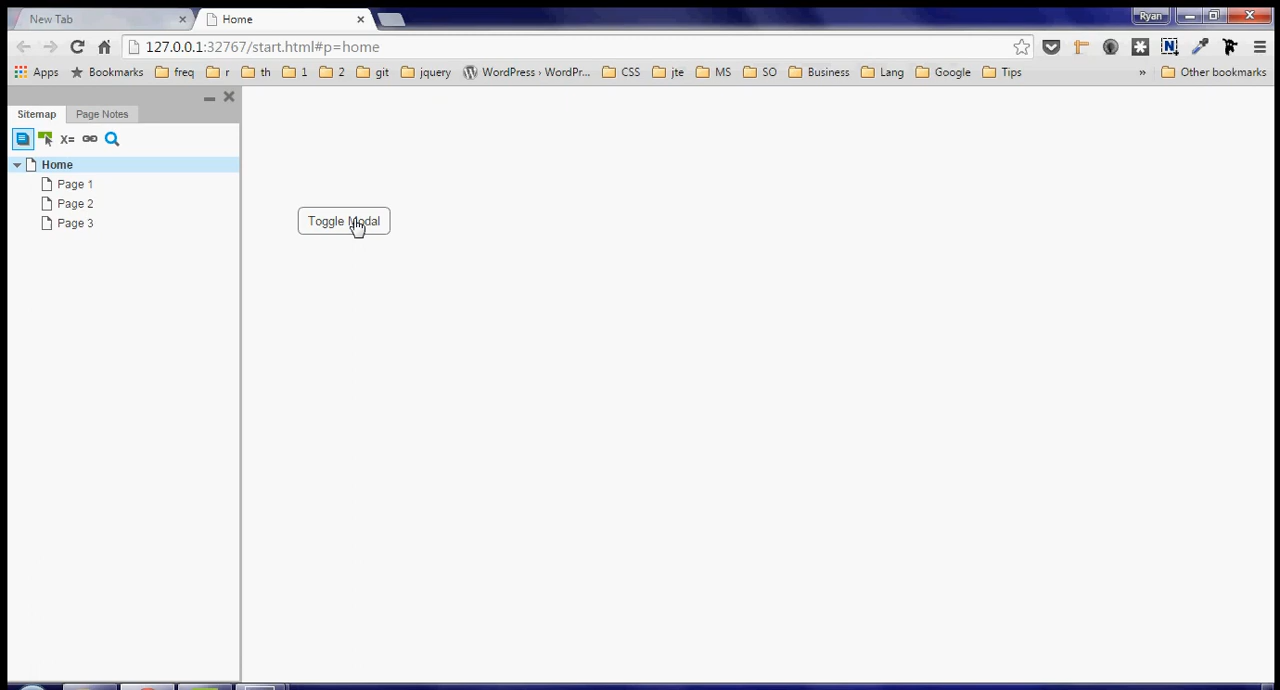 New Tab
Home
Ryan
127.0.0.1:32767/start.html#p=home
Apps Bookmarks freq r th 1 2 git jquery WordPress › WordPr... CSS jte MS SO Business Lang Google Tips » Other bookmarks
Sitemap Page Notes
X=
Home
Page 1
Page 2
Page 3
Toggle Modal